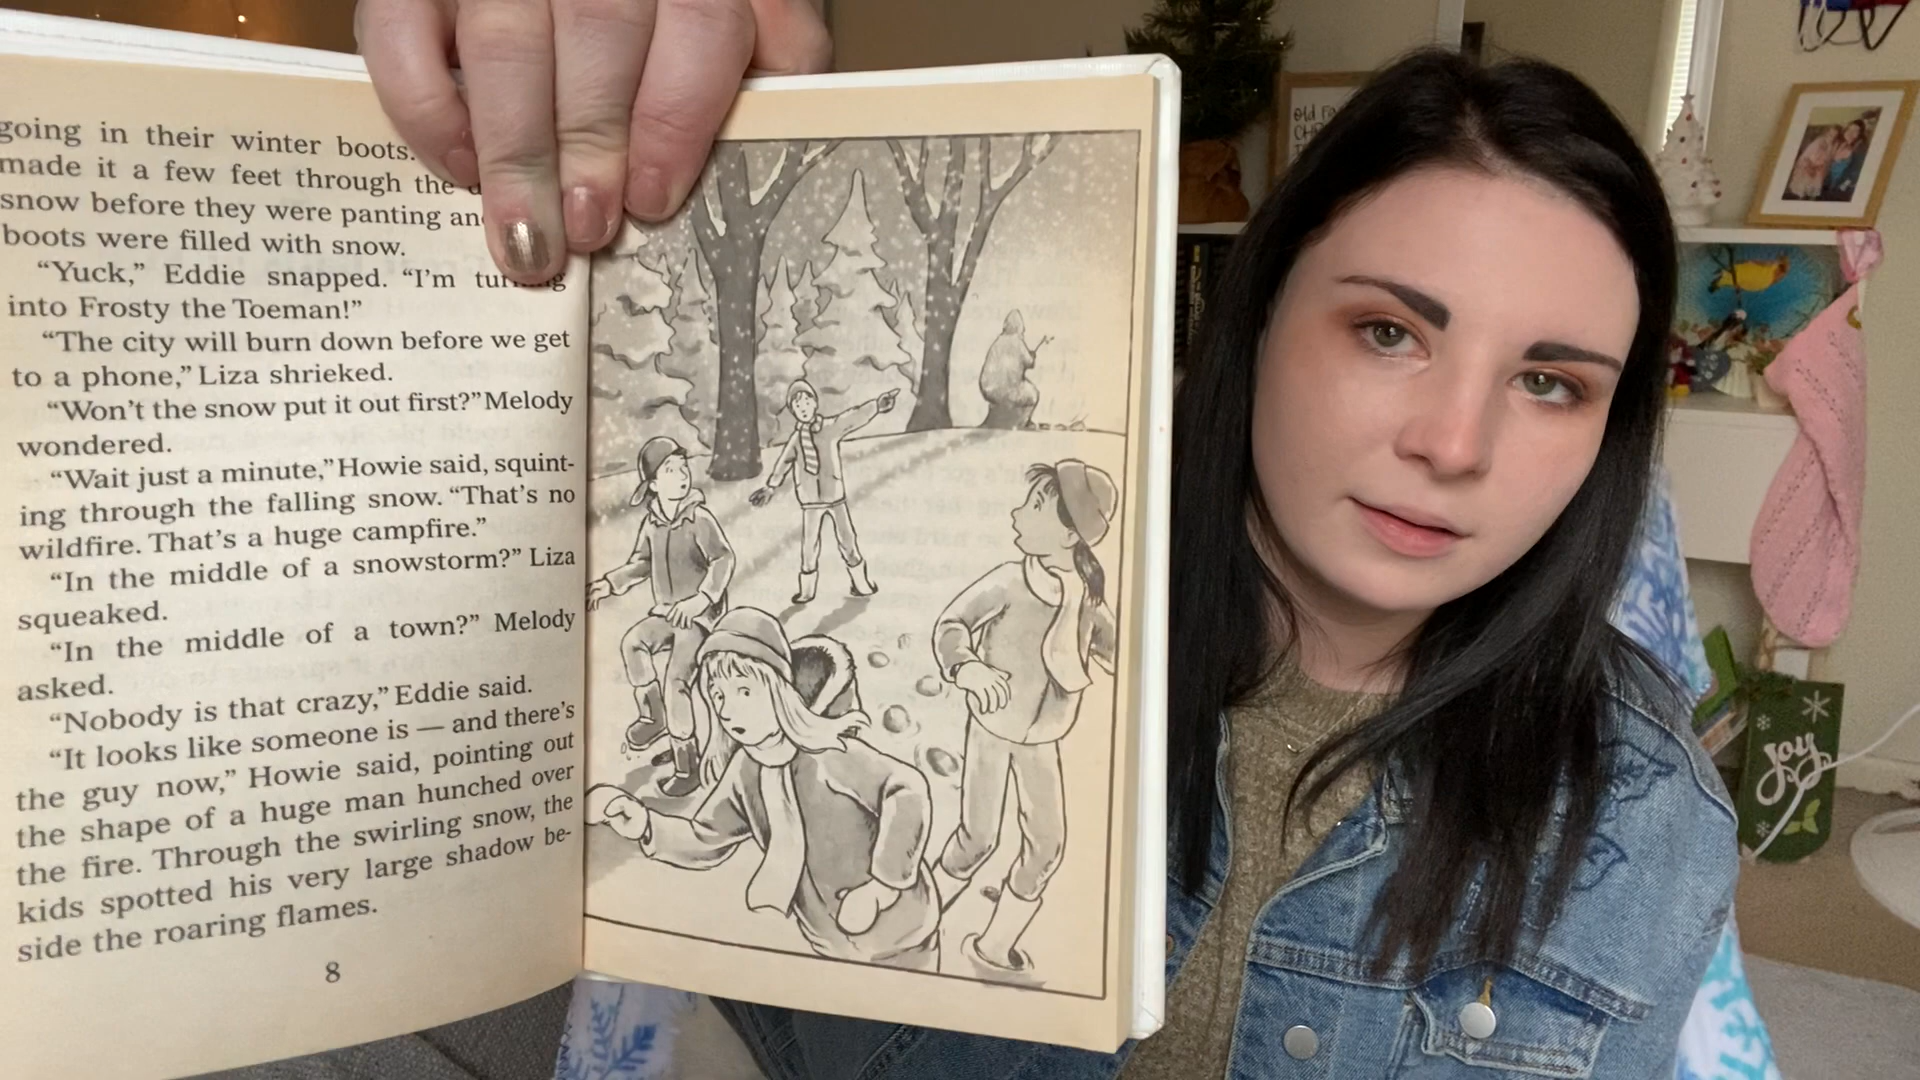 going in their winter boots.
made it a few feet through the
snow before they were panting and
boots were filled with snow.
“Yuck,” Eddie snapped. “I’m turning
into Frosty the Toeman!”
“The city will burn down before we get
to a phone,” Liza shrieked.
“Won’t the snow put it out first?” Melody
wondered.
“Wait just a minute,” Howie said, squint-
ing through the falling snow. “That’s no
wildfire. That’s a huge campfire.”
“In the middle of a snowstorm?” Liza
squeaked.
“In the middle of a town?” Melody
asked.
“Nobody is that crazy,” Eddie said.
“It looks like someone is — and there’s
the guy now,” Howie said, pointing out
the shape of a huge man hunched over
the fire. Through the swirling snow, the
kids spotted his very large shadow be-
side the roaring flames.
8
old
joy